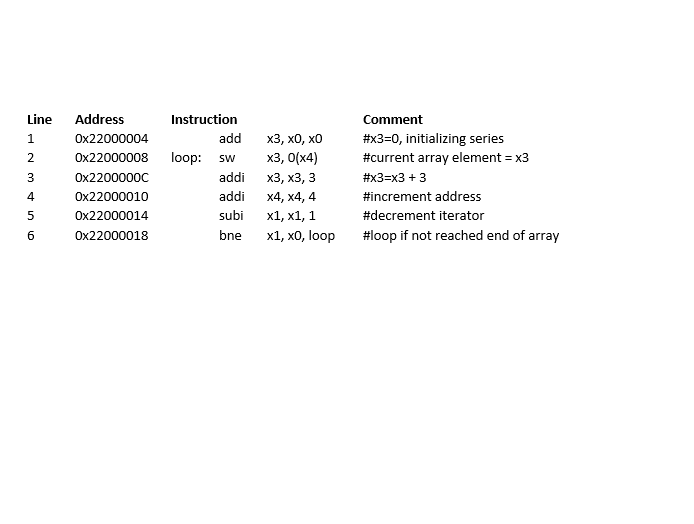 Line Address Instruction Comment
1 0x22000004 add x3, x0, x0 #x3=0, initializing series
2 0x22000008 loop: sw x3, 0(x4) #current array element = x3
3 0x2200000C addi x3, x3, 3 #x3=x3 + 3
4 0x22000010 addi x4, x4, 4 #increment address
5 0x22000014 subi x1, x1, 1 #decrement iterator
6 0x22000018 bne x1, x0, loop #loop if not reached end of array